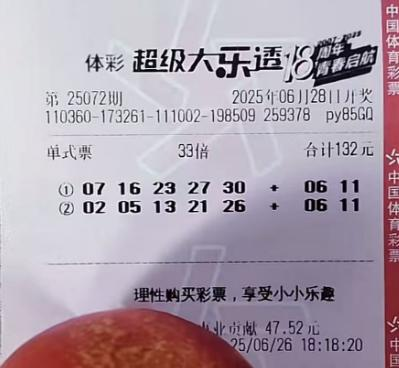 体彩 超级大乐透 18周年 2007-2025 青春启航
第 25072期 2025年06月28日开奖
110360-173261-111002-198509 259378 py85GQ
单式票 33倍 合计132元
① 07 16 23 27 30 + 06 11
② 02 05 13 21 26 + 06 11
理性购买彩票，享受小小乐趣
业贡献 47.52元
25/06/26 18:18:20
中国体育彩票
中国体育彩票
中国